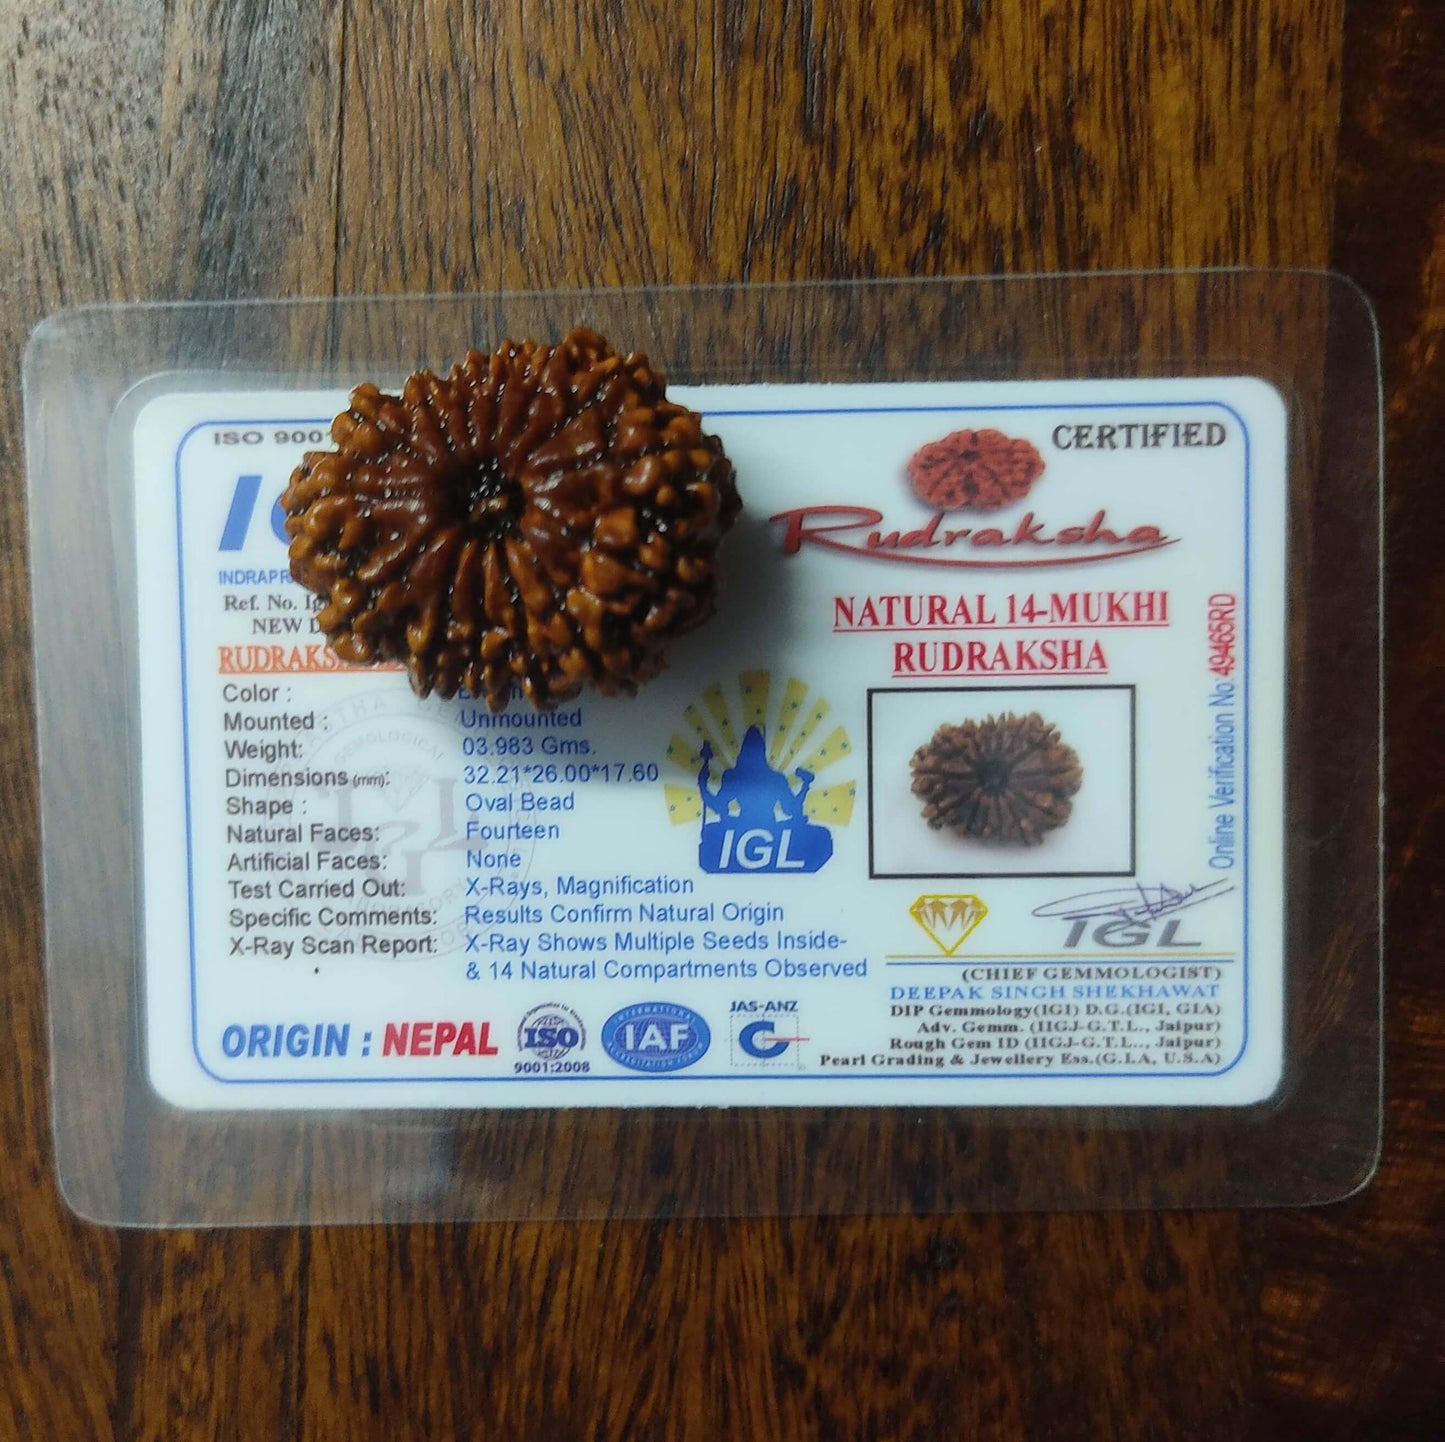 ISO 900
CERTIFIED
Rudraksha
INDRAPR
Ref. No.
NEW
NATURAL 14-MUKHI
RUDRAKSHA
Color :
Mounted : Unmounted
Weight: 03.983 Gms.
Dimensions (mm): 32.21*26.00*17.60
Shape : Oval Bead
Natural Faces: Fourteen
Artificial Faces: None
Test Carried Out: X-Rays, Magnification
Specific Comments: Results Confirm Natural Origin
X-Ray Scan Report: X-Ray Shows Multiple Seeds Inside-
& 14 Natural Compartments Observed
IGL
Online Verification No.49465RD
IGL
(CHIEF GEMMOLOGIST)
DEEPAK SINGH SHEKHAWAT
DIP Gemmology(IGI) D.G.(IGI, GIA)
Adv. Gemm. (IIGJ-G.T.L.., Jaipur)
Rough Gem ID (IIGJ-G.T.L.., Jaipur)
Pearl Grading & Jewellery Ess.(G.I.A, U.S.A)
ORIGIN : NEPAL
ISO
9001:2008
IAF
JAS-ANZ